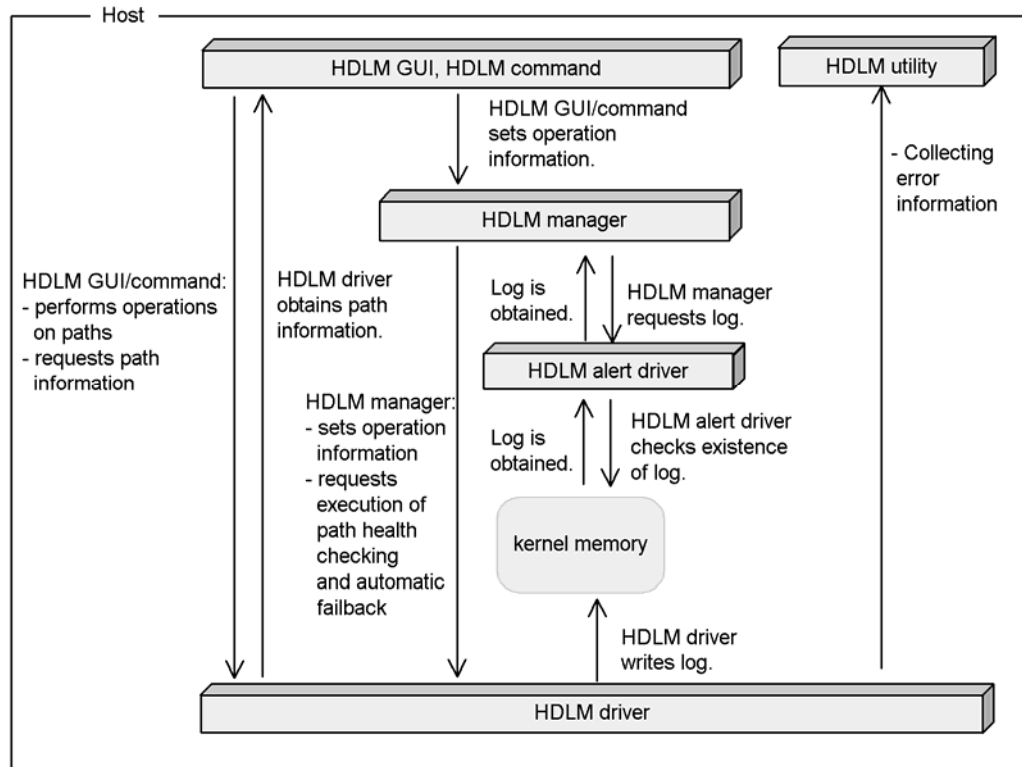 Host
HDLM GUI, HDLM command
HDLM utility
HDLM GUI/command
sets operation
information.
- Collecting
error
information
HDLM manager
HDLM GUI/command:
- performs operations
on paths
- requests path
information
HDLM driver
obtains path
information.
Log is
obtained.
HDLM manager
requests log.
HDLM alert driver
HDLM manager:
- sets operation
information
- requests
execution of
path health
checking
and automatic
failback
Log is
obtained.
HDLM alert driver
checks existence
of log.
kernel memory
HDLM driver
writes log.
HDLM driver